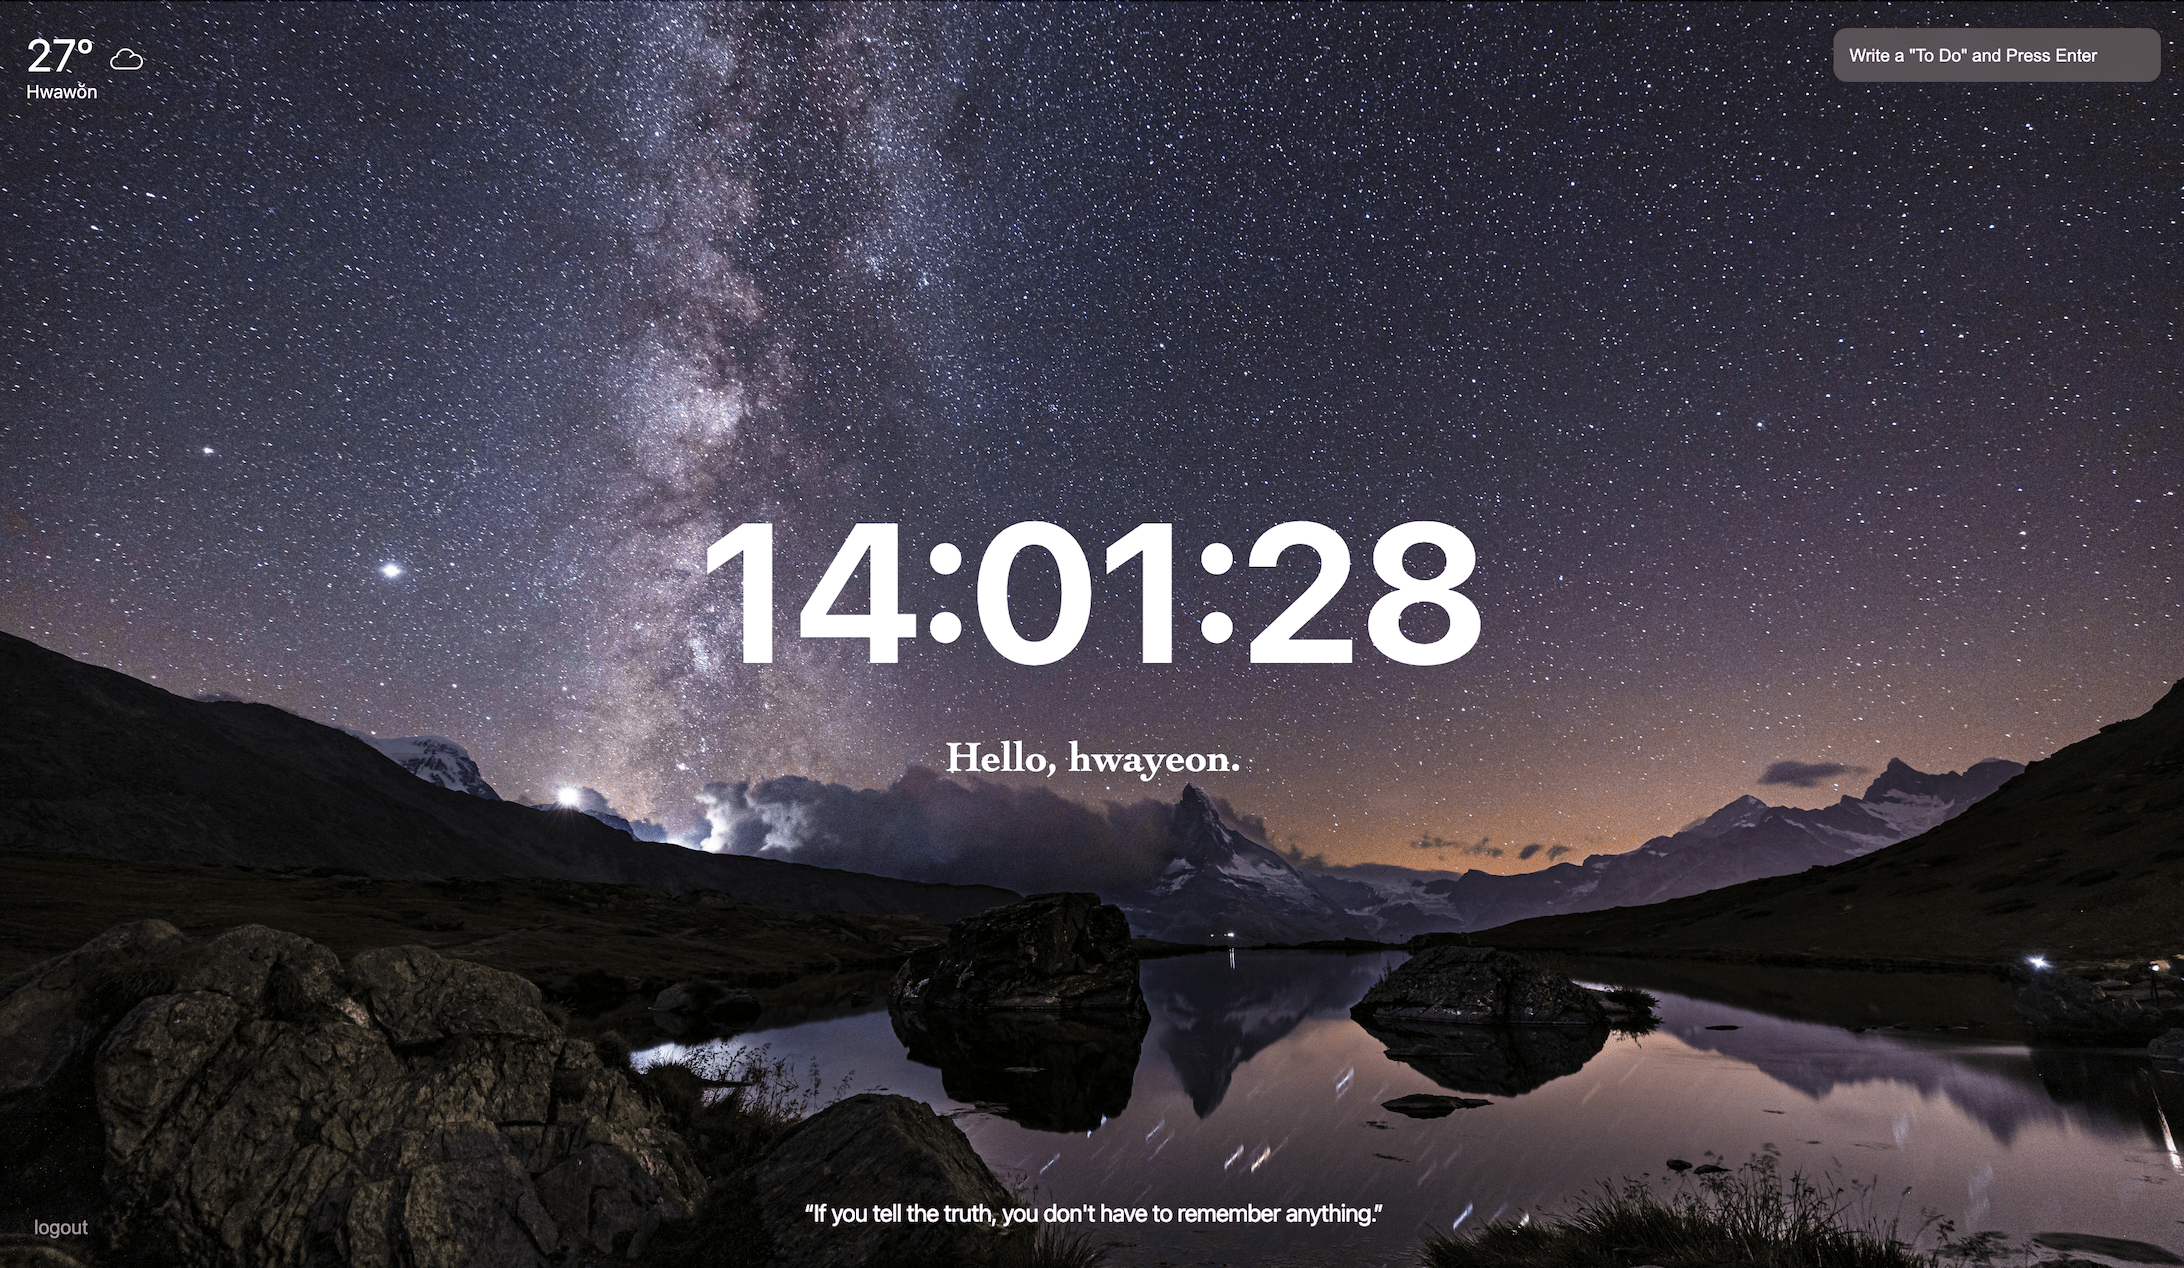 27º
Hwawŏn
Write a "To Do" and Press Enter
14:01:28
Hello, hwayeon.
“If you tell the truth, you don't have to remember anything.”
logout